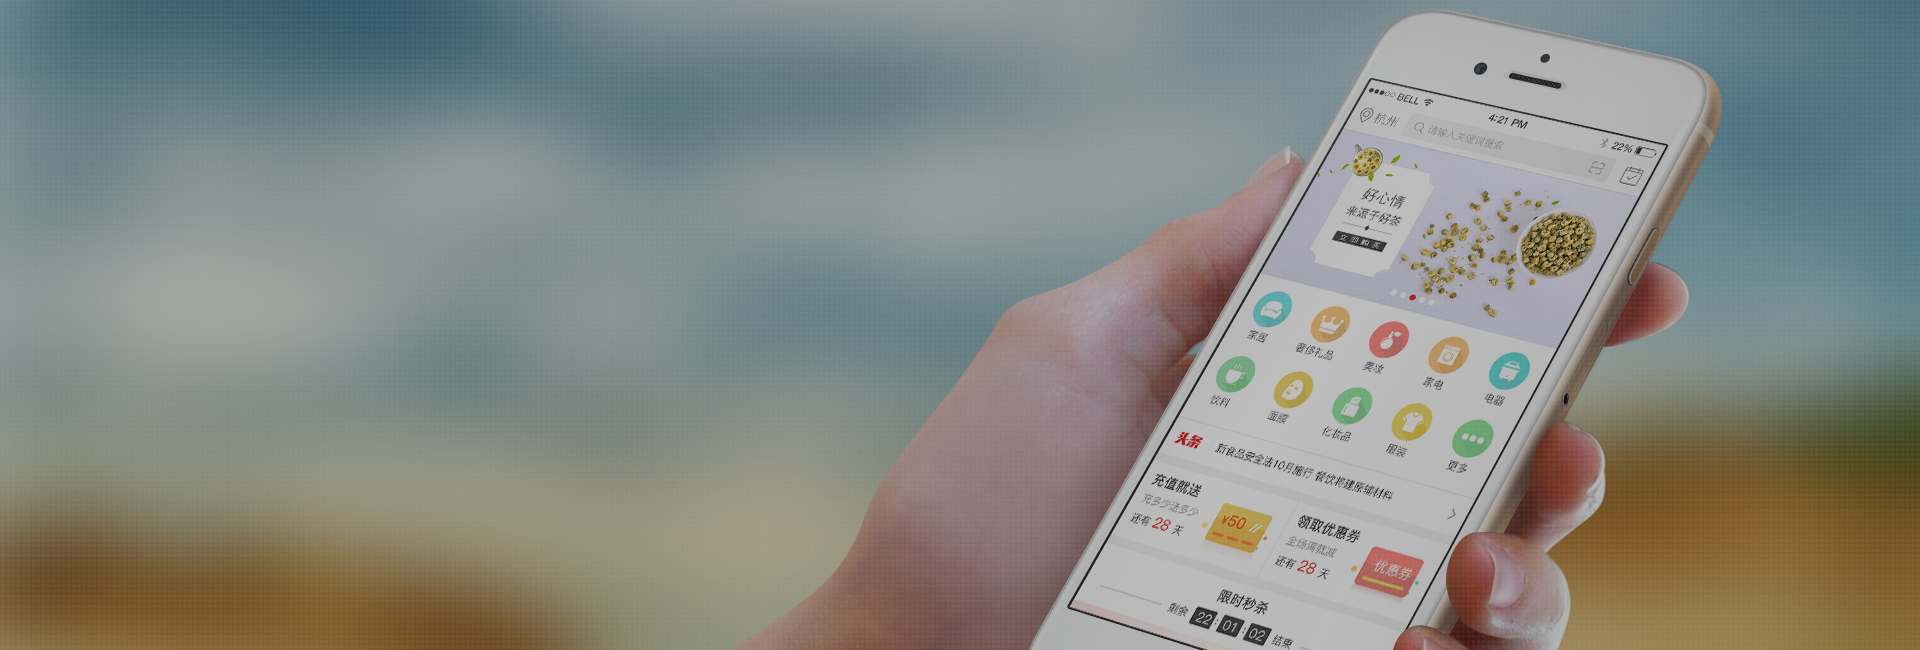 BELL
4:21 PM
22%
杭州
请输入关键词搜索
好心情
来源于好茶
立即购买
家居
奢侈礼品
美妆
家电
电器
饮料
面膜
化妆品
服装
更多
头条
新食品安全法10月施行 餐饮将建原辅材料
充值就送
充多少送多少
还有 28 天
¥50
领取优惠券
全场满就减
还有 28 天
优惠券
限时秒杀
剩余 22:01:02 结束